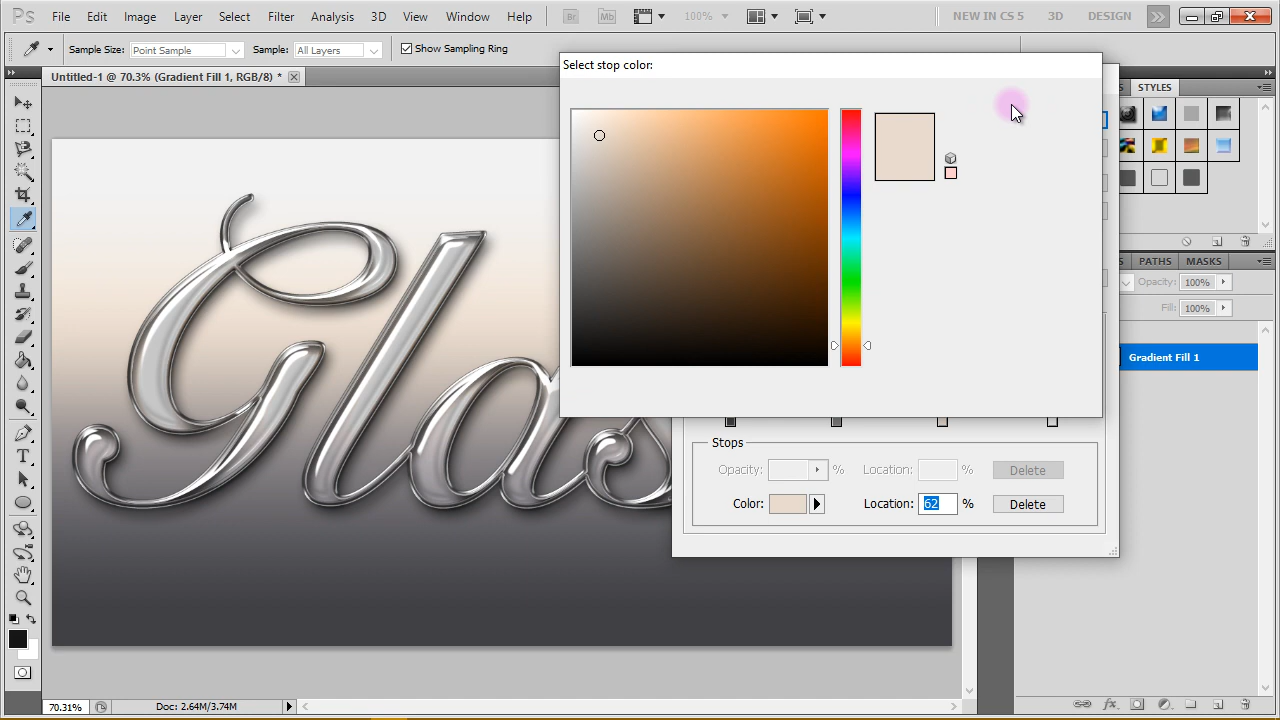 Ps File Edit Image Layer Select Filter Analysis 3D View Window Help Br Mb 100% NEW IN CS 5 3D DESIGN
Sample Size: Point Sample Sample: All Layers Show Sampling Ring
Untitled-1 @ 70.3% (Gradient Fill 1, RGB/8) *
Select stop color:
STYLES
PATHS MASKS
Opacity: 100%
Fill: 100%
Gradient Fill 1
Glas
Stops
Opacity: % Location: % Delete
Color: Location: 62 % Delete
T
70.31% Doc: 2.64M/3.74M
fx